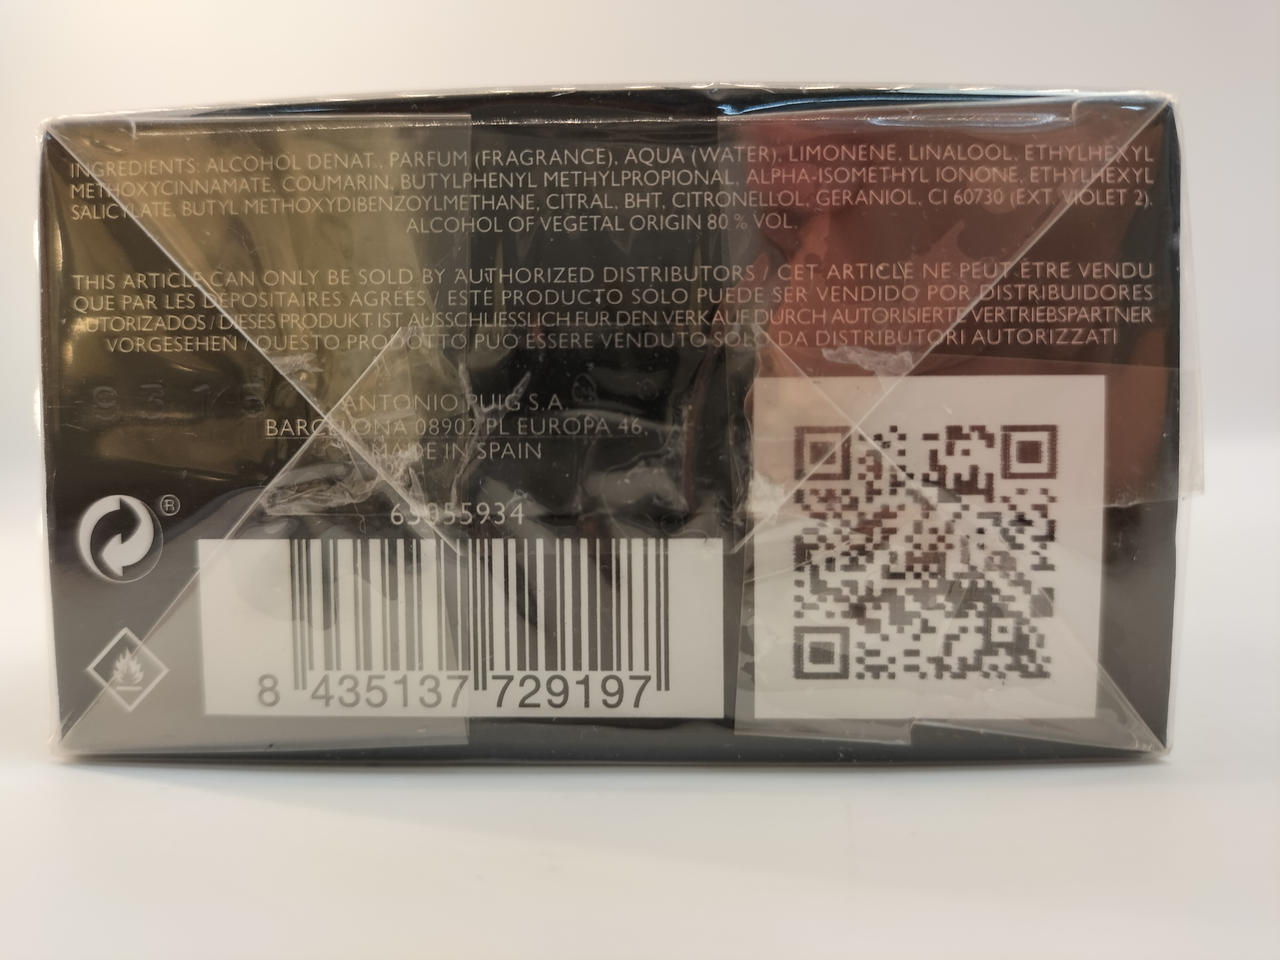 INGREDIENTS: ALCOHOL DENAT., PARFUM (FRAGRANCE), AQUA (WATER), LIMONENE, LINALOOL, ETHYLHEXYL
METHOXYCINNAMATE, COUMARIN, BUTYLPHENYL METHYLPROPIONAL, ALPHA-ISOMETHYL IONONE, ETHYLHEXYL
SALICYLATE, BUTYL METHOXYDIBENZOYLMETHANE, CITRAL, BHT, CITRONELLOL, GERANIOL, CI 60730 (EXT. VIOLET 2).
ALCOHOL OF VEGETAL ORIGIN 80 % VOL.
THIS ARTICLE CAN ONLY BE SOLD BY AUTHORIZED DISTRIBUTORS / CET ARTICLE NE PEUT ÊTRE VENDU
QUE PAR LES DÉPOSITAIRES AGRÉÉS / ESTE PRODUCTO SÓLO PUEDE SER VENDIDO POR DISTRIBUIDORES
AUTORIZADOS / DIESES PRODUKT IST AUSSCHLIESSLICH FÜR DEN VERKAUF DURCH AUTORISIERTE VERTRIEBSPARTNER
VORGESEHEN / QUESTO PRODOTTO PUÒ ESSERE VENDUTO SOLO DA DISTRIBUTORI AUTORIZZATI
ANTONIO PUIG S.A.
BARCELONA 08902 PL EUROPA 46.
MADE IN SPAIN
®
65055934
8 435137 729197